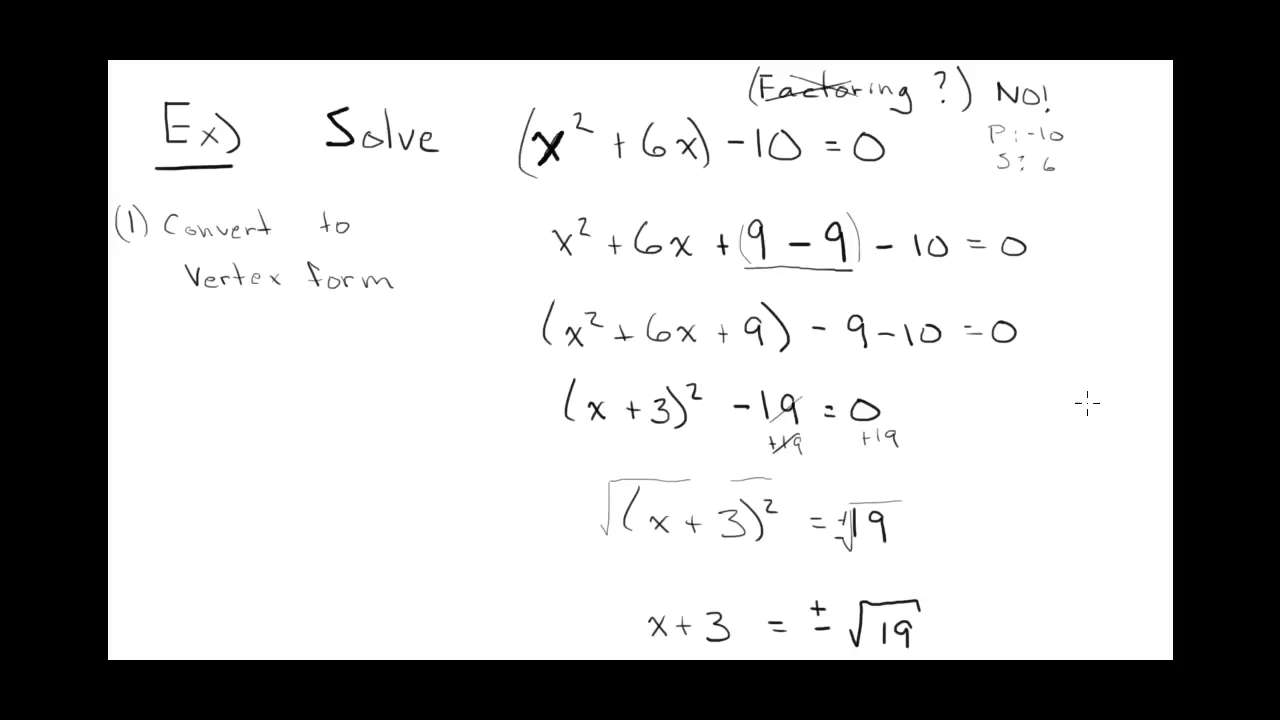 (Factoring ?) NO!
Ex) Solve (x² + 6x) - 10 = 0
P: -10
S: 6
(1) Convert to
Vertex form
x² + 6x + (9 - 9) - 10 = 0
(x² + 6x + 9) - 9 - 10 = 0
(x + 3)² - 19 = 0
+19 +19
√(x + 3)² = ±√19
x + 3 = ± √19